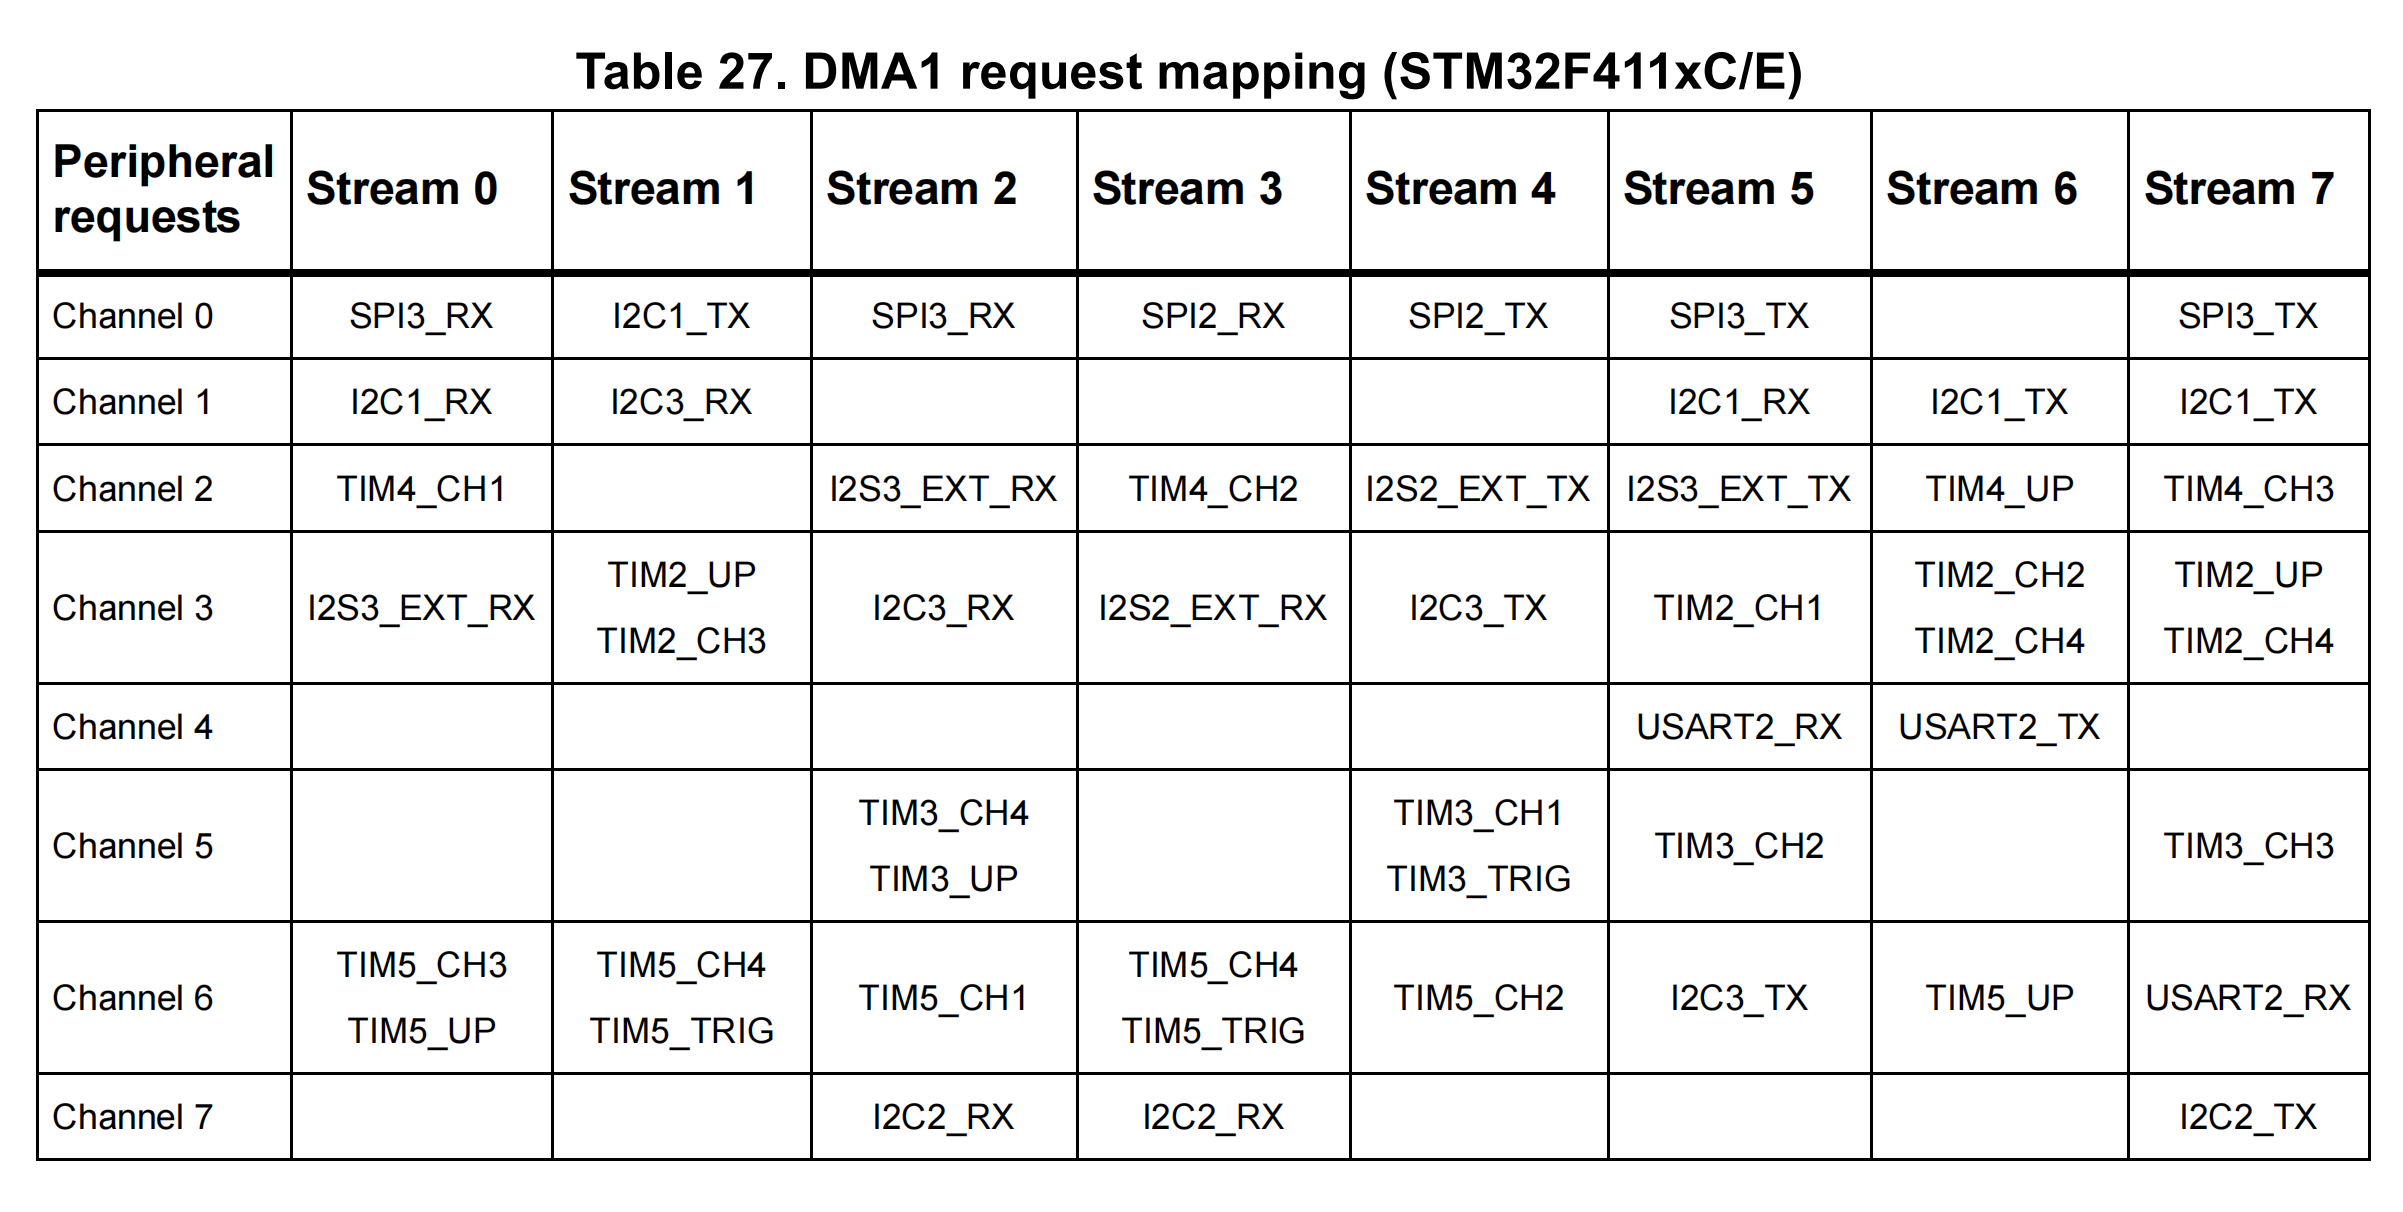 Table 27. DMA1 request mapping (STM32F411xC/E)
Peripheral requests Stream 0 Stream 1 Stream 2 Stream 3 Stream 4 Stream 5 Stream 6 Stream 7
Channel 0 SPI3_RX I2C1_TX SPI3_RX SPI2_RX SPI2_TX SPI3_TX SPI3_TX
Channel 1 I2C1_RX I2C3_RX I2C1_RX I2C1_TX I2C1_TX
Channel 2 TIM4_CH1 I2S3_EXT_RX TIM4_CH2 I2S2_EXT_TX I2S3_EXT_TX TIM4_UP TIM4_CH3
Channel 3 I2S3_EXT_RX TIM2_UP TIM2_CH3 I2C3_RX I2S2_EXT_RX I2C3_TX TIM2_CH1 TIM2_CH2 TIM2_CH4 TIM2_UP TIM2_CH4
Channel 4 USART2_RX USART2_TX
Channel 5 TIM3_CH4 TIM3_UP TIM3_CH1 TIM3_TRIG TIM3_CH2 TIM3_CH3
Channel 6 TIM5_CH3 TIM5_UP TIM5_CH4 TIM5_TRIG TIM5_CH1 TIM5_CH4 TIM5_TRIG TIM5_CH2 I2C3_TX TIM5_UP USART2_RX
Channel 7 I2C2_RX I2C2_RX I2C2_TX